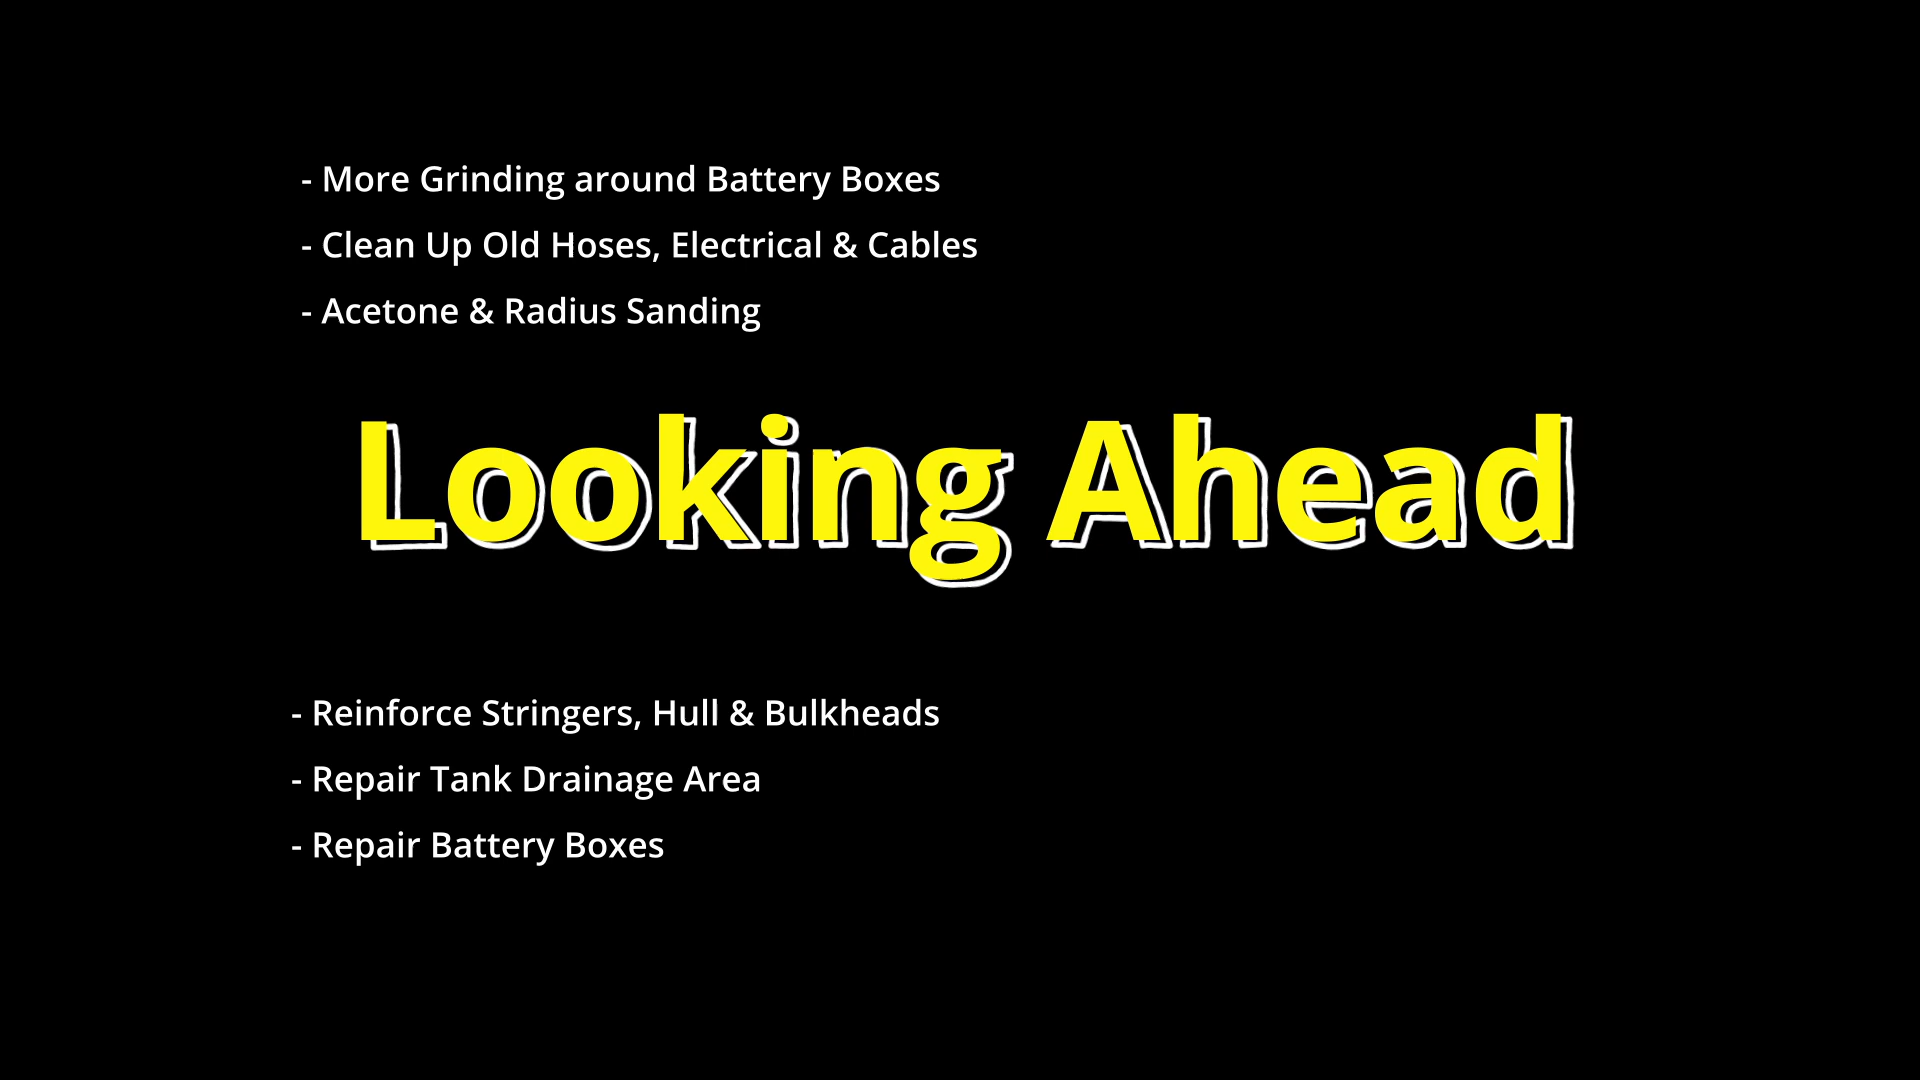 - More Grinding around Battery Boxes
- Clean Up Old Hoses, Electrical & Cables
- Acetone & Radius Sanding
Looking Ahead
- Reinforce Stringers, Hull & Bulkheads
- Repair Tank Drainage Area
- Repair Battery Boxes